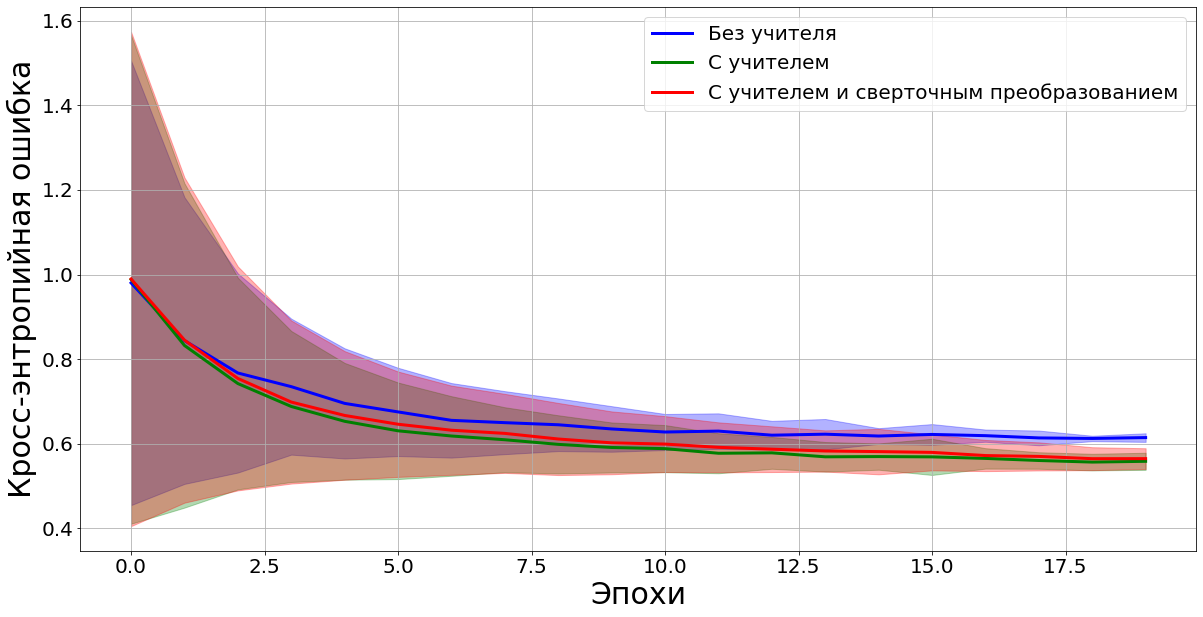 Без учителя
С учителем
С учителем и сверточным преобразованием
Кросс-энтропийная ошибка
1.6
1.4
1.2
1.0
0.8
0.6
0.4
0.0 2.5 5.0 7.5 10.0 12.5 15.0 17.5
Эпохи